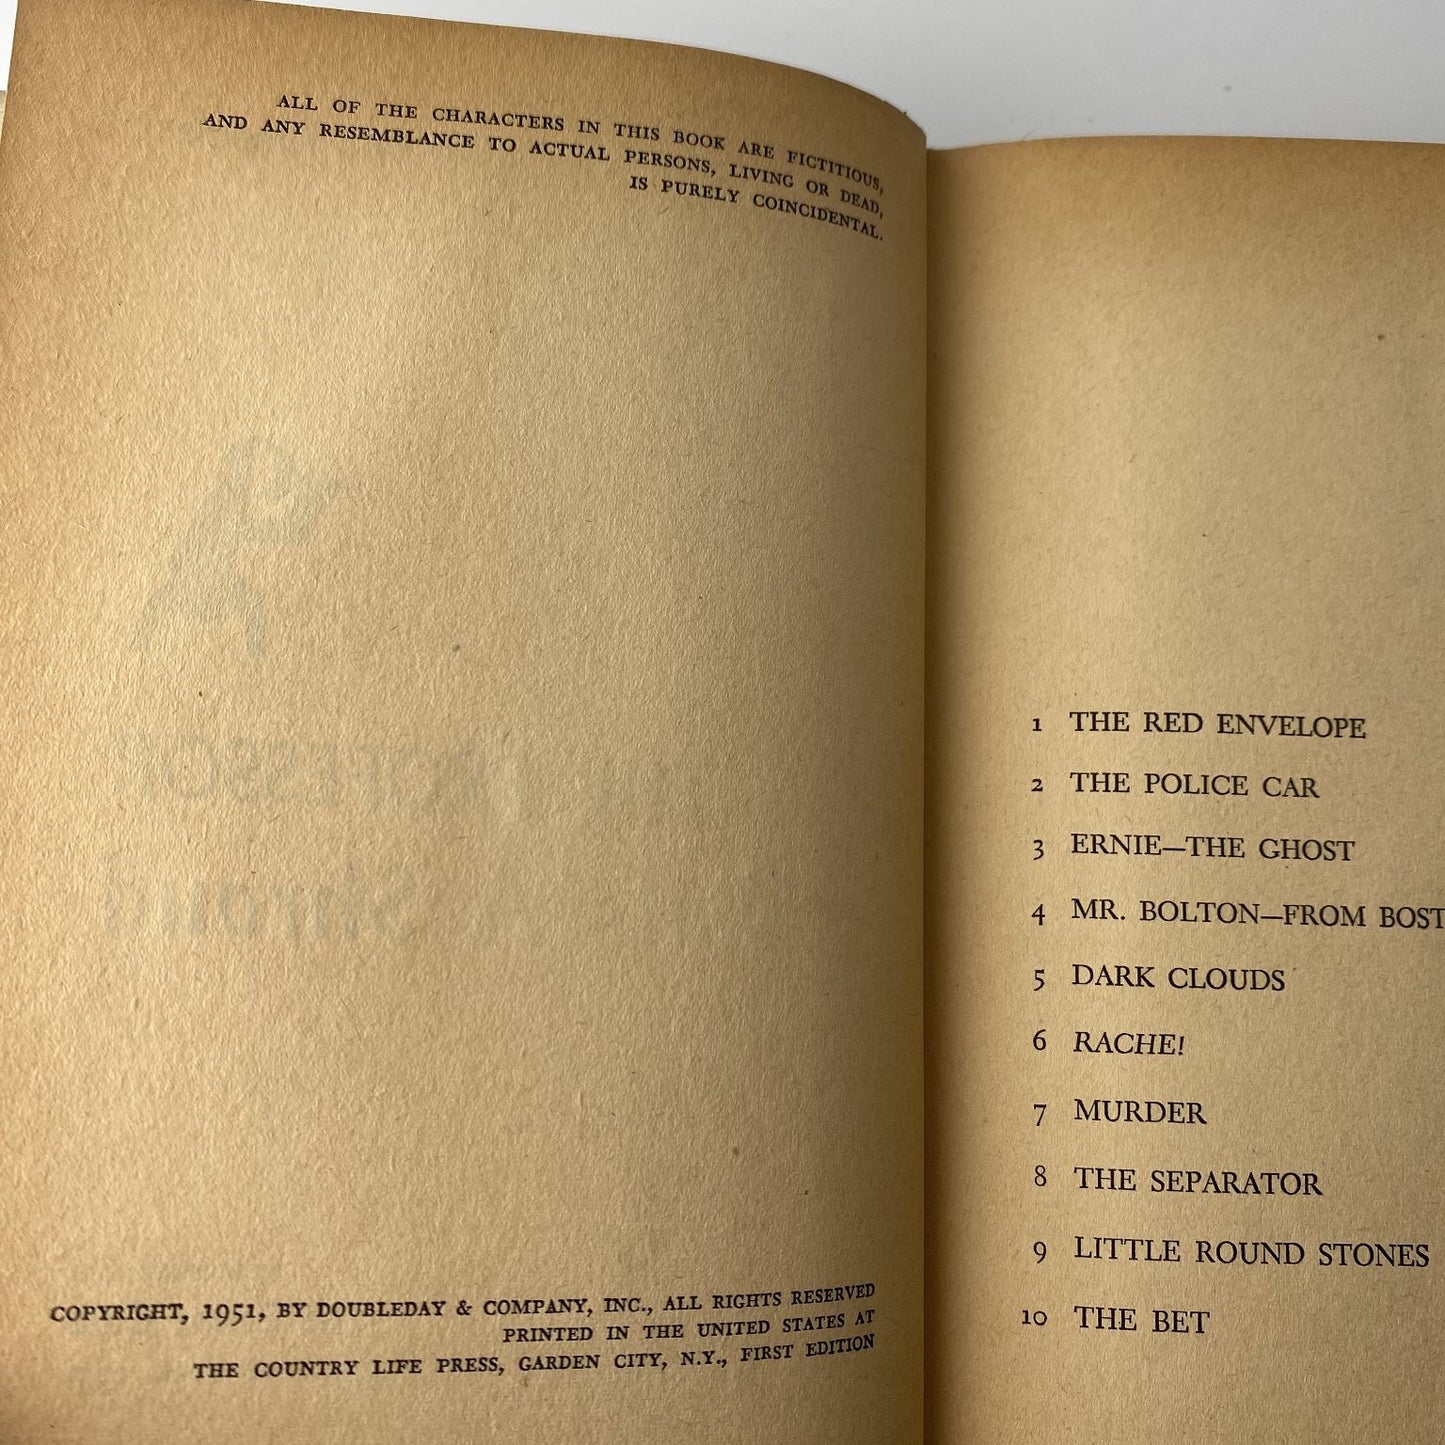 ALL OF THE CHARACTERS IN THIS BOOK ARE FICTITIOUS,
AND ANY RESEMBLANCE TO ACTUAL PERSONS, LIVING OR DEAD,
IS PURELY COINCIDENTAL.
COPYRIGHT, 1951, BY DOUBLEDAY & COMPANY, INC., ALL RIGHTS RESERVED
PRINTED IN THE UNITED STATES AT
THE COUNTRY LIFE PRESS, GARDEN CITY, N.Y., FIRST EDITION
1 THE RED ENVELOPE
2 THE POLICE CAR
3 ERNIE—THE GHOST
4 MR. BOLTON—FROM BOST
5 DARK CLOUDS
6 RACHE!
7 MURDER
8 THE SEPARATOR
9 LITTLE ROUND STONES
10 THE BET